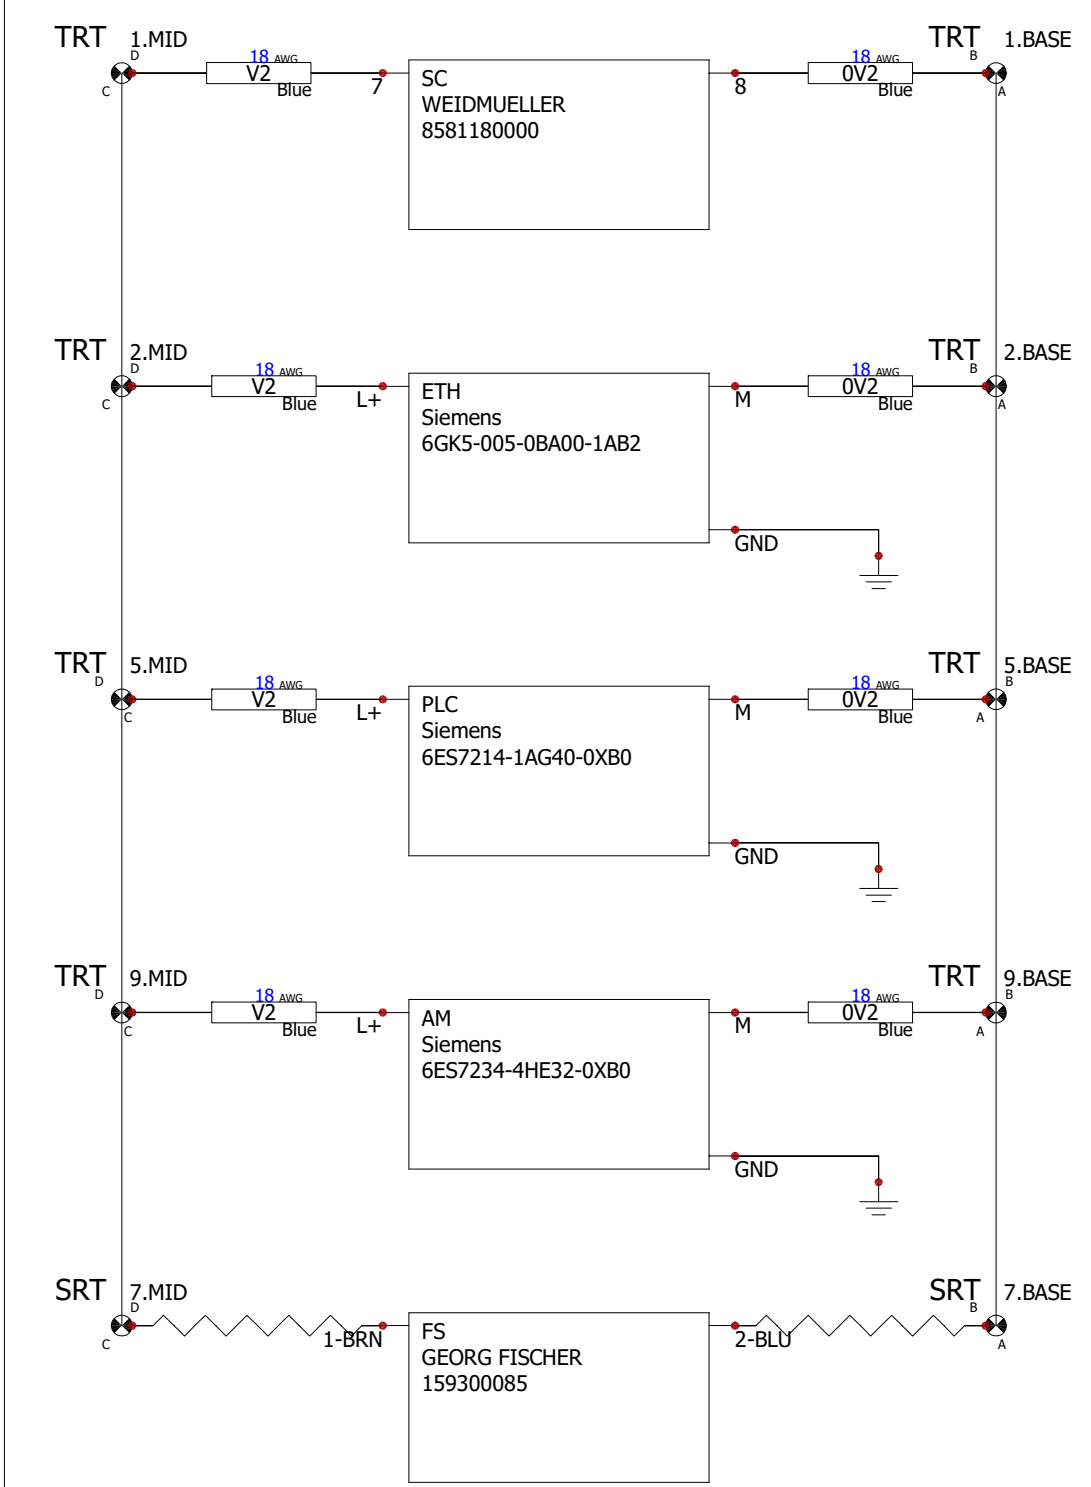 TRT 1.MID
D
C
18 AWG
V2
Blue
7
SC
WEIDMUELLER
8581180000
8
18 AWG
0V2
Blue
TRT 1.BASE
B
A
TRT 2.MID
D
C
18 AWG
V2
Blue
L+
ETH
Siemens
6GK5-005-0BA00-1AB2
M
GND
18 AWG
0V2
Blue
TRT 2.BASE
B
A
TRT 5.MID
D
C
18 AWG
V2
Blue
L+
PLC
Siemens
6ES7214-1AG40-0XB0
M
GND
18 AWG
0V2
Blue
TRT 5.BASE
B
A
TRT 9.MID
D
C
18 AWG
V2
Blue
L+
AM
Siemens
6ES7234-4HE32-0XB0
M
GND
18 AWG
0V2
Blue
TRT 9.BASE
B
A
SRT 7.MID
D
C
1-BRN
FS
GEORG FISCHER
159300085
2-BLU
SRT 7.BASE
B
A